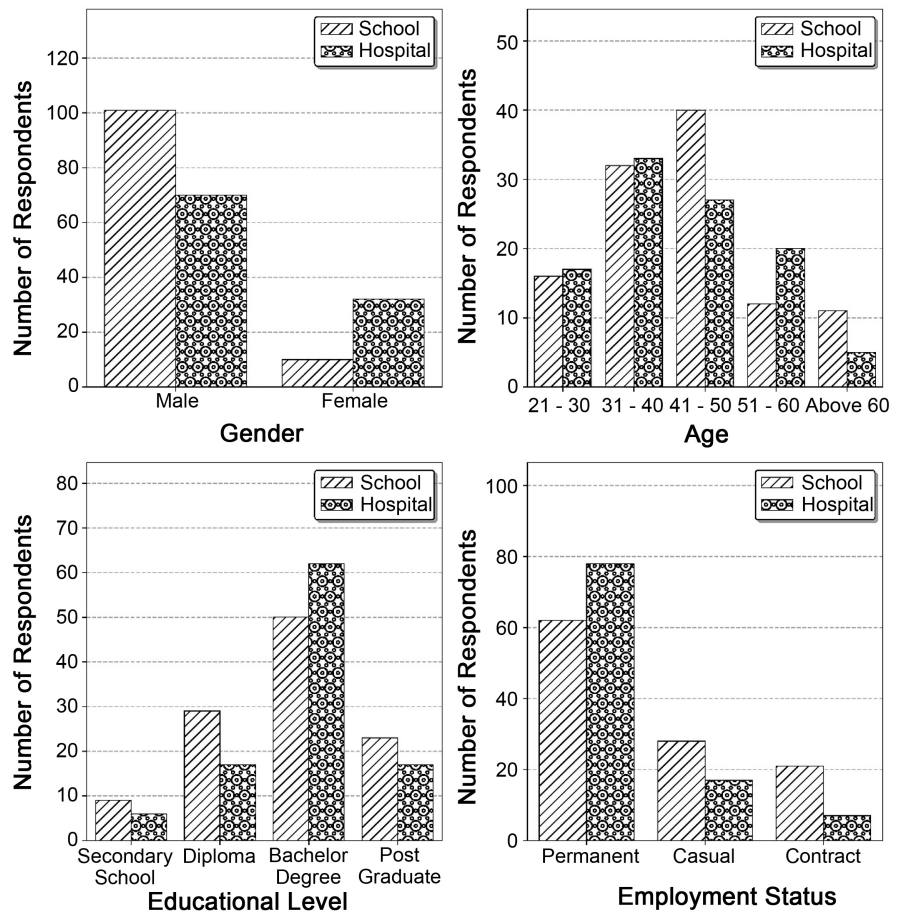 Number of Respondents
120
100
80
60
40
20
0
School
Hospital
Male Female
Gender
Number of Respondents
50
40
30
20
10
0
School
Hospital
21 - 30 31 - 40 41 - 50 51 - 60 Above 60
Age
Number of Respondents
80
70
60
50
40
30
20
10
0
School
Hospital
Secondary Diploma Bachelor Post
School Degree Graduate
Educational Level
Number of Respondents
100
80
60
40
20
0
School
Hospital
Permanent Casual Contract
Employment Status